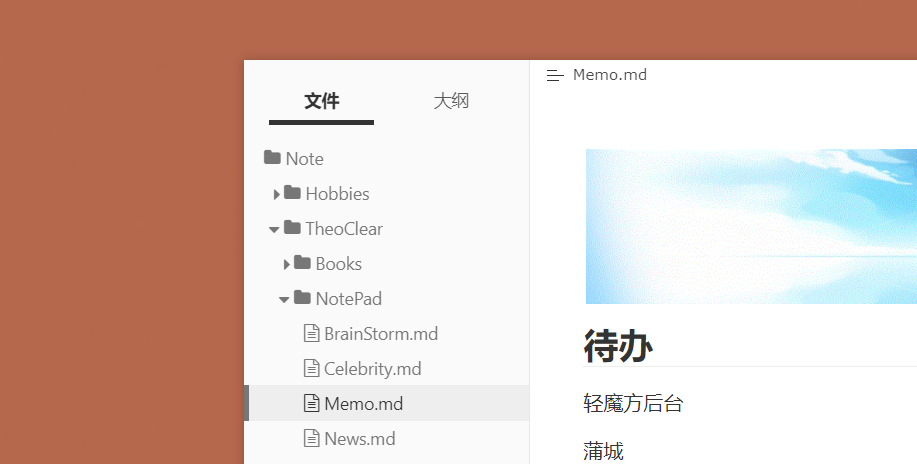 文件 大纲
Note
Hobbies
TheoClear
Books
NotePad
BrainStorm.md
Celebrity.md
Memo.md
News.md
Memo.md
待办
轻魔方后台
蒲城